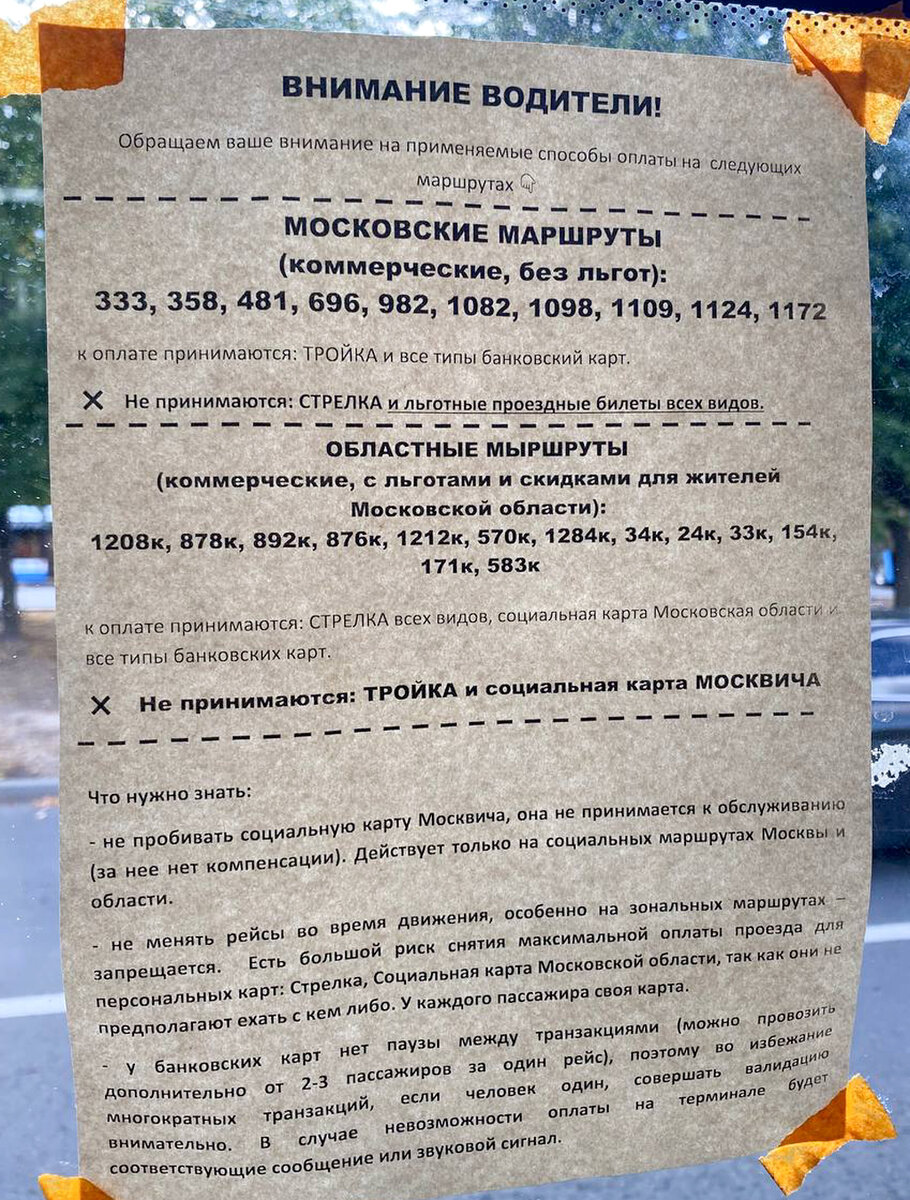 ВНИМАНИЕ ВОДИТЕЛИ!
Обращаем ваше внимание на применяемые способы оплаты на следующих
маршрутах
МОСКОВСКИЕ МАРШРУТЫ
(коммерческие, без льгот):
333, 358, 481, 696, 982, 1082, 1098, 1109, 1124, 1172
к оплате принимаются: ТРОЙКА и все типы банковский карт.
✕ Не принимаются: СТРЕЛКА и льготные проездные билеты всех видов.
ОБЛАСТНЫЕ МЫРШРУТЫ
(коммерческие, с льготами и скидками для жителей
Московской области):
1208к, 878к, 892к, 876к, 1212к, 570к, 1284к, 34к, 24к, 33к, 154к,
171к, 583к
к оплате принимаются: СТРЕЛКА всех видов, социальная карта Московская области и
все типы банковских карт.
✕ Не принимаются: ТРОЙКА и социальная карта МОСКВИЧА
Что нужно знать:
- не пробивать социальную карту Москвича, она не принимается к обслуживанию
(за нее нет компенсации). Действует только на социальных маршрутах Москвы и
области.
- не менять рейсы во время движения, особенно на зональных маршрутах –
запрещается. Есть большой риск снятия максимальной оплаты проезда для
персональных карт: Стрелка, Социальная карта Московской области, так как они не
предполагают ехать с кем либо. У каждого пассажира своя карта.
- у банковских карт нет паузы между транзакциями (можно провозить
дополнительно от 2-3 пассажиров за один рейс), поэтому во избежание
многократных транзакций, если человек один, совершать валидацию
внимательно. В случае невозможности оплаты на терминале будет
соответствующие сообщение или звуковой сигнал.